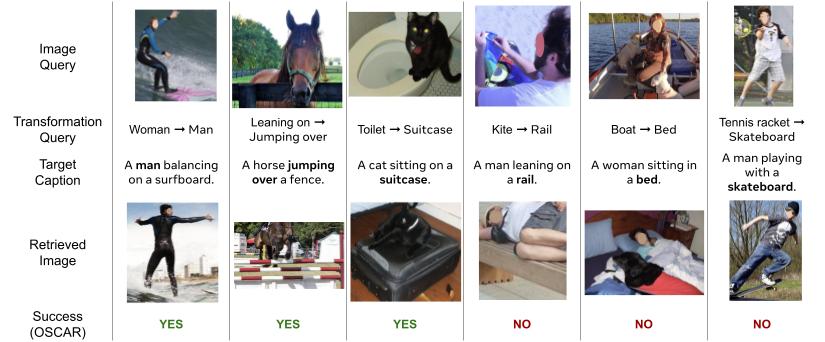 Image
Query
Transformation
Query
Woman → Man
Leaning on →
Jumping over
Toilet → Suitcase
Kite → Rail
Boat → Bed
Tennis racket →
Skateboard
Target
Caption
A man balancing
on a surfboard.
A horse jumping
over a fence.
A cat sitting on a
suitcase.
A man leaning on
a rail.
A woman sitting in
a bed.
A man playing
with a
skateboard.
Retrieved
Image
Success
(OSCAR)
YES
YES
YES
NO
NO
NO